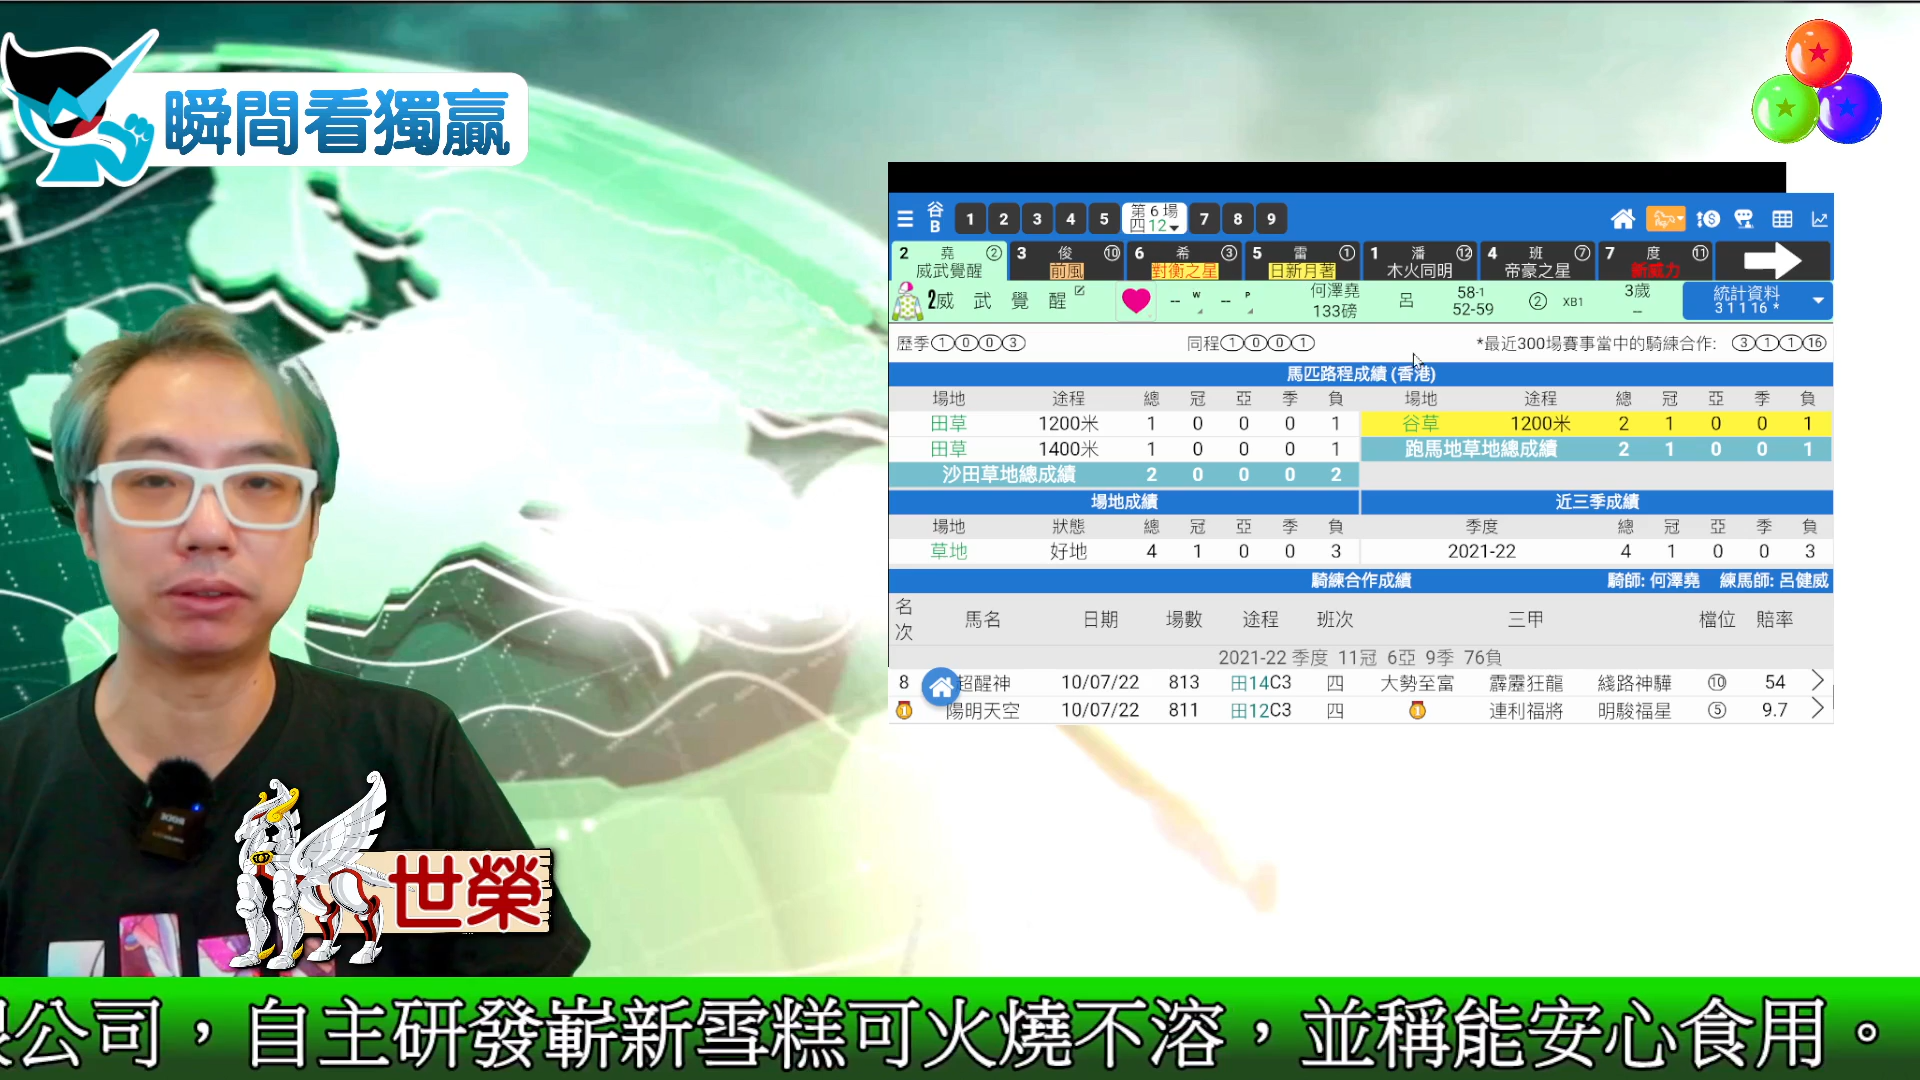 瞬間看獨贏
谷B 1 2 3 4 5 第6場 四12 7 8 9
2 堯 ② 威武覺醒
3 俊 ⑩ 前風
6 希 ③ 對衡之星
5 雷 ① 日新月著
1 潘 ⑫ 木火同明
4 班 ⑦ 帝豪之星
7 度 ⑪ 新威力
2威武覺醒 -- W -- P 何澤堯 133磅 呂 58-1 52-59 ② XB1 3歲 -- 統計資料 3 1 1 16 *
歷季①⓪⓪③ 同程①⓪⓪① *最近300場賽事當中的騎練合作: ③①①⑯
馬匹路程成績 (香港)
場地 途程 總 冠 亞 季 負 場地 途程 總 冠 亞 季 負
田草 1200米 1 0 0 0 1 谷草 1200米 2 1 0 0 1
田草 1400米 1 0 0 0 1 跑馬地草地總成績 2 1 0 0 1
沙田草地總成績 2 0 0 0 2
場地成績 近三季成績
場地 狀態 總 冠 亞 季 負 季度 總 冠 亞 季 負
草地 好地 4 1 0 0 3 2021-22 4 1 0 0 3
騎練合作成績 騎師: 何澤堯 練馬師: 呂健威
名次 馬名 日期 場數 途程 班次 三甲 檔位 賠率
2021-22 季度 11冠 6亞 9季 76負
8 超醒神 10/07/22 813 田14C3 四 大勢至富 霹靂狂龍 綫路神驊 ⑩ 54
1 陽明天空 10/07/22 811 田12C3 四 1 連利福將 明駿福星 ⑤ 9.7
世榮
限公司，自主研發嶄新雪糕可火燒不溶，並稱能安心食用。